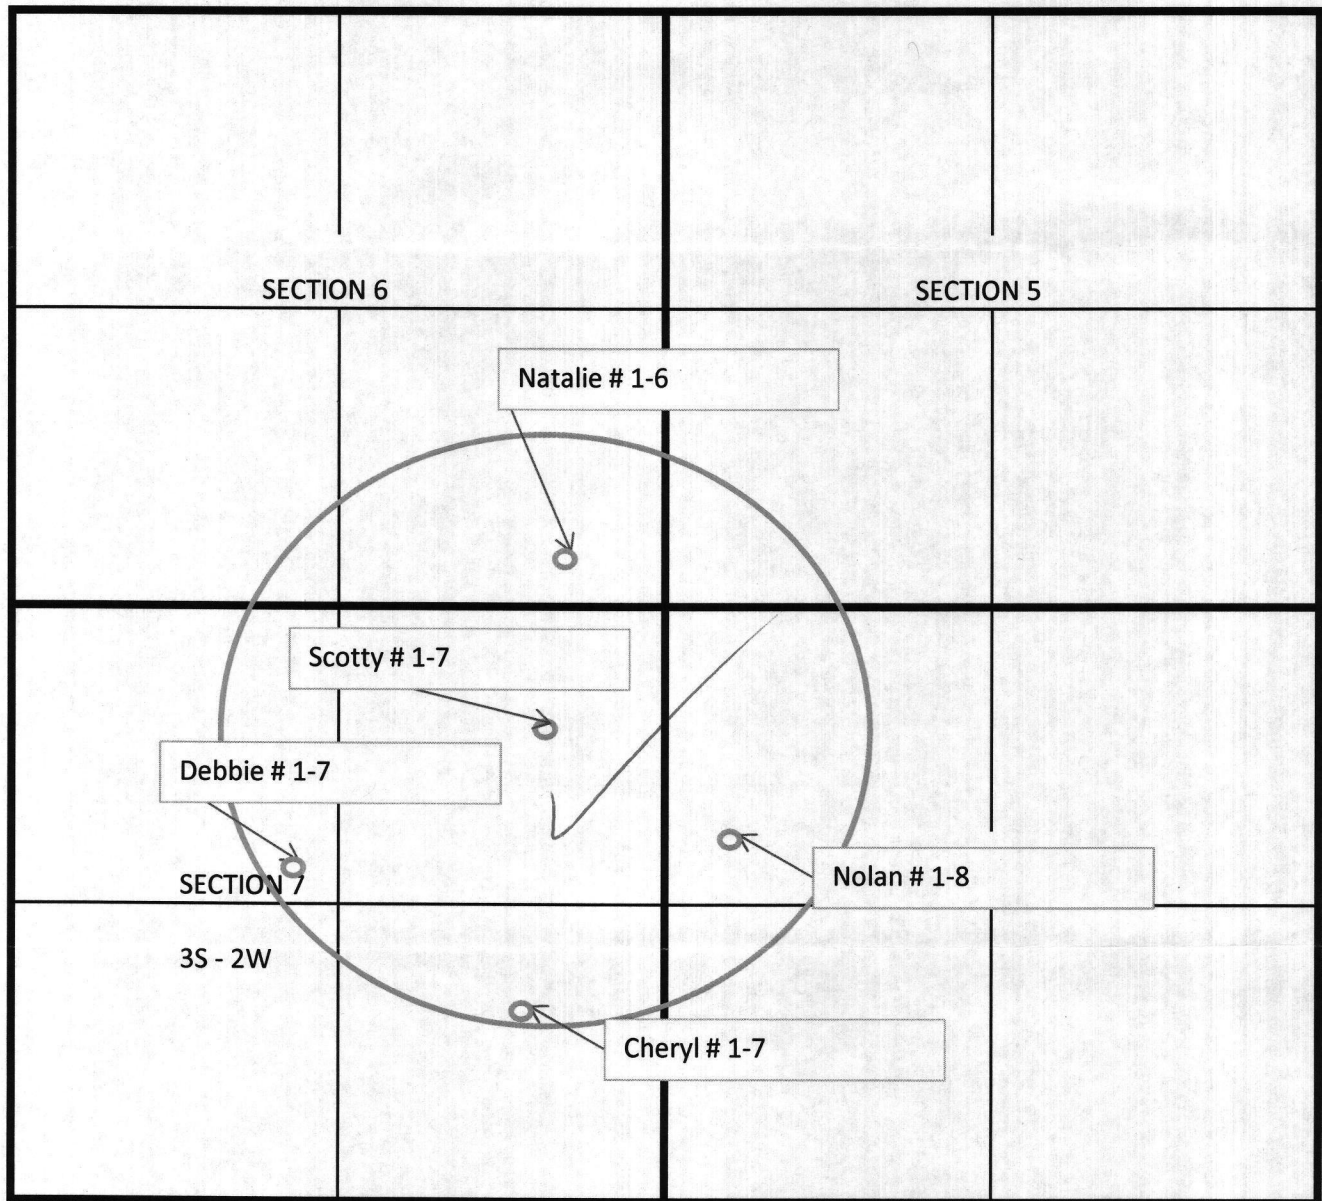 SECTION 6
SECTION 5
Natalie # 1-6
Scotty # 1-7
Debbie # 1-7
Nolan # 1-8
SECTION 7
3S - 2W
Cheryl # 1-7